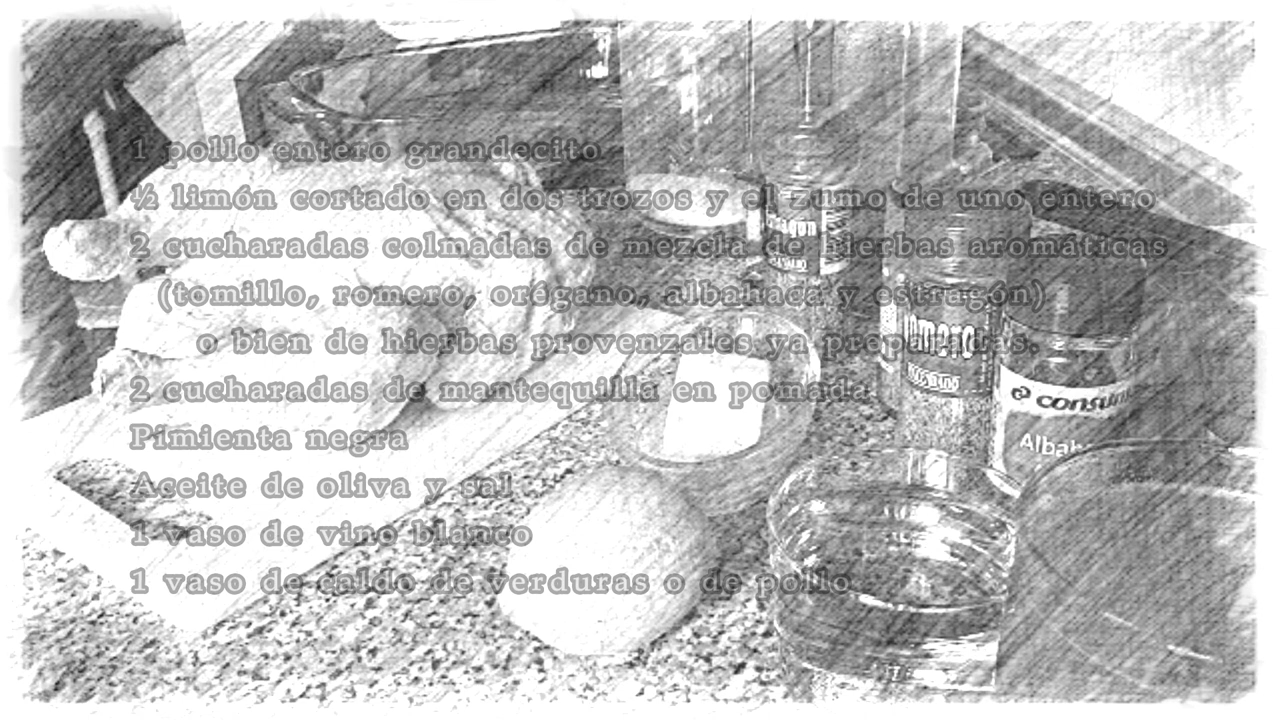 1 pollo entero grandecito
½ limón cortado en dos trozos y el zumo de uno entero
2 cucharadas colmadas de mezcla de hierbas aromáticas
(tomillo, romero, orégano, albahaca y estragón)
o bien de hierbas provenzales ya preparadas
2 cucharadas de mantequilla en pomada
Pimienta negra
Aceite de oliva y sal
1 vaso de vino blanco
1 vaso de caldo de verduras o de pollo